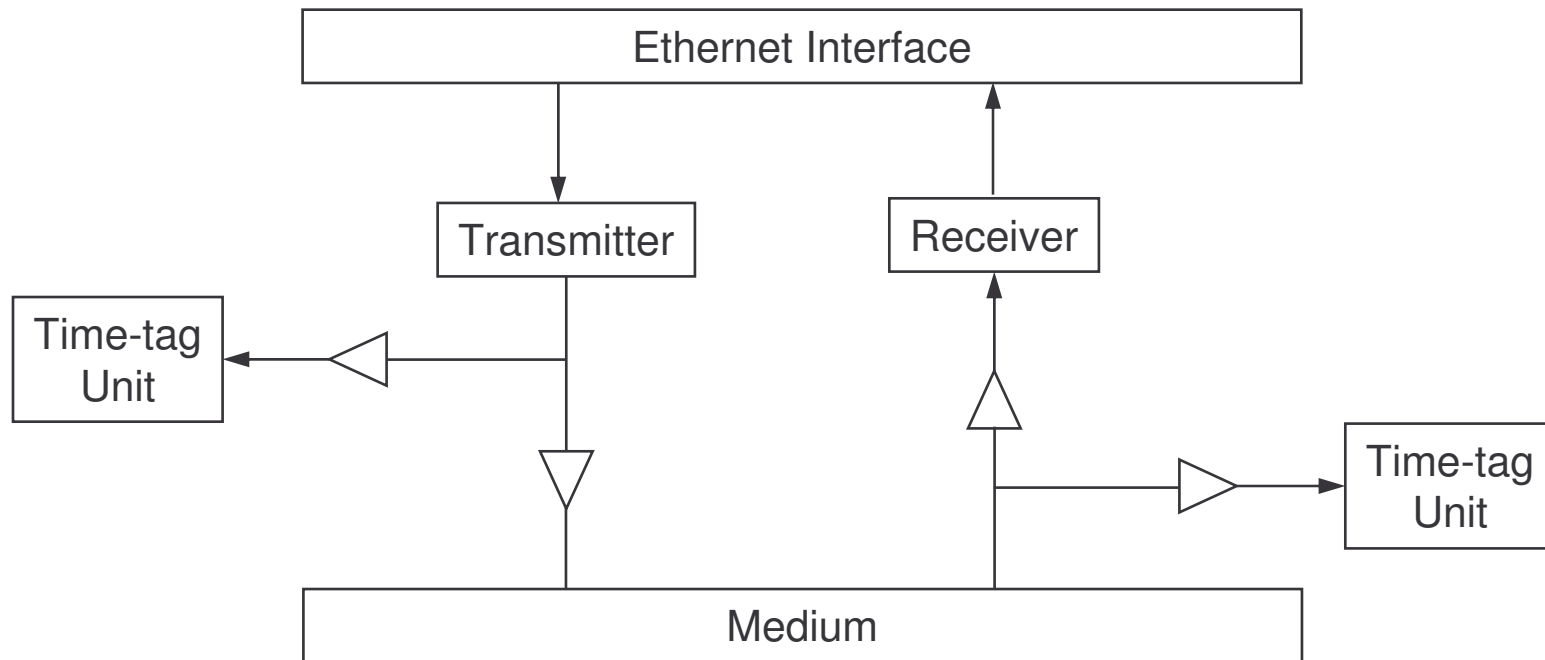 Ethernet Interface
Transmitter
Receiver
Time-tag
Unit
Time-tag
Unit
Medium